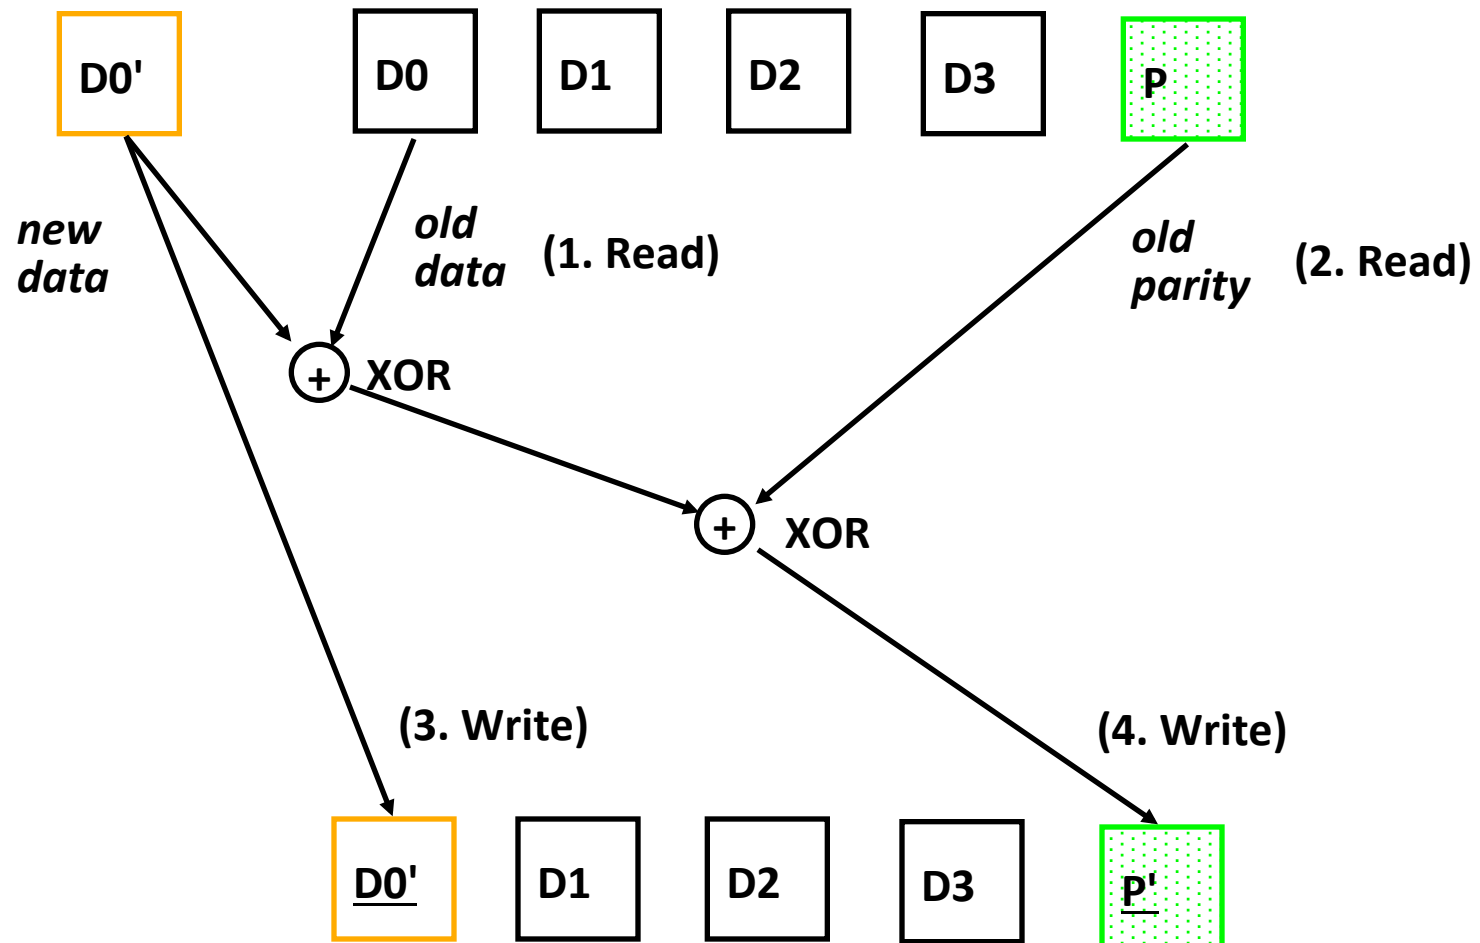 D0'
D0
D1
D2
D3
P
new
data
old
data
(1. Read)
old
parity
(2. Read)
+
XOR
+
XOR
(3. Write)
(4. Write)
D0'
D1
D2
D3
P'